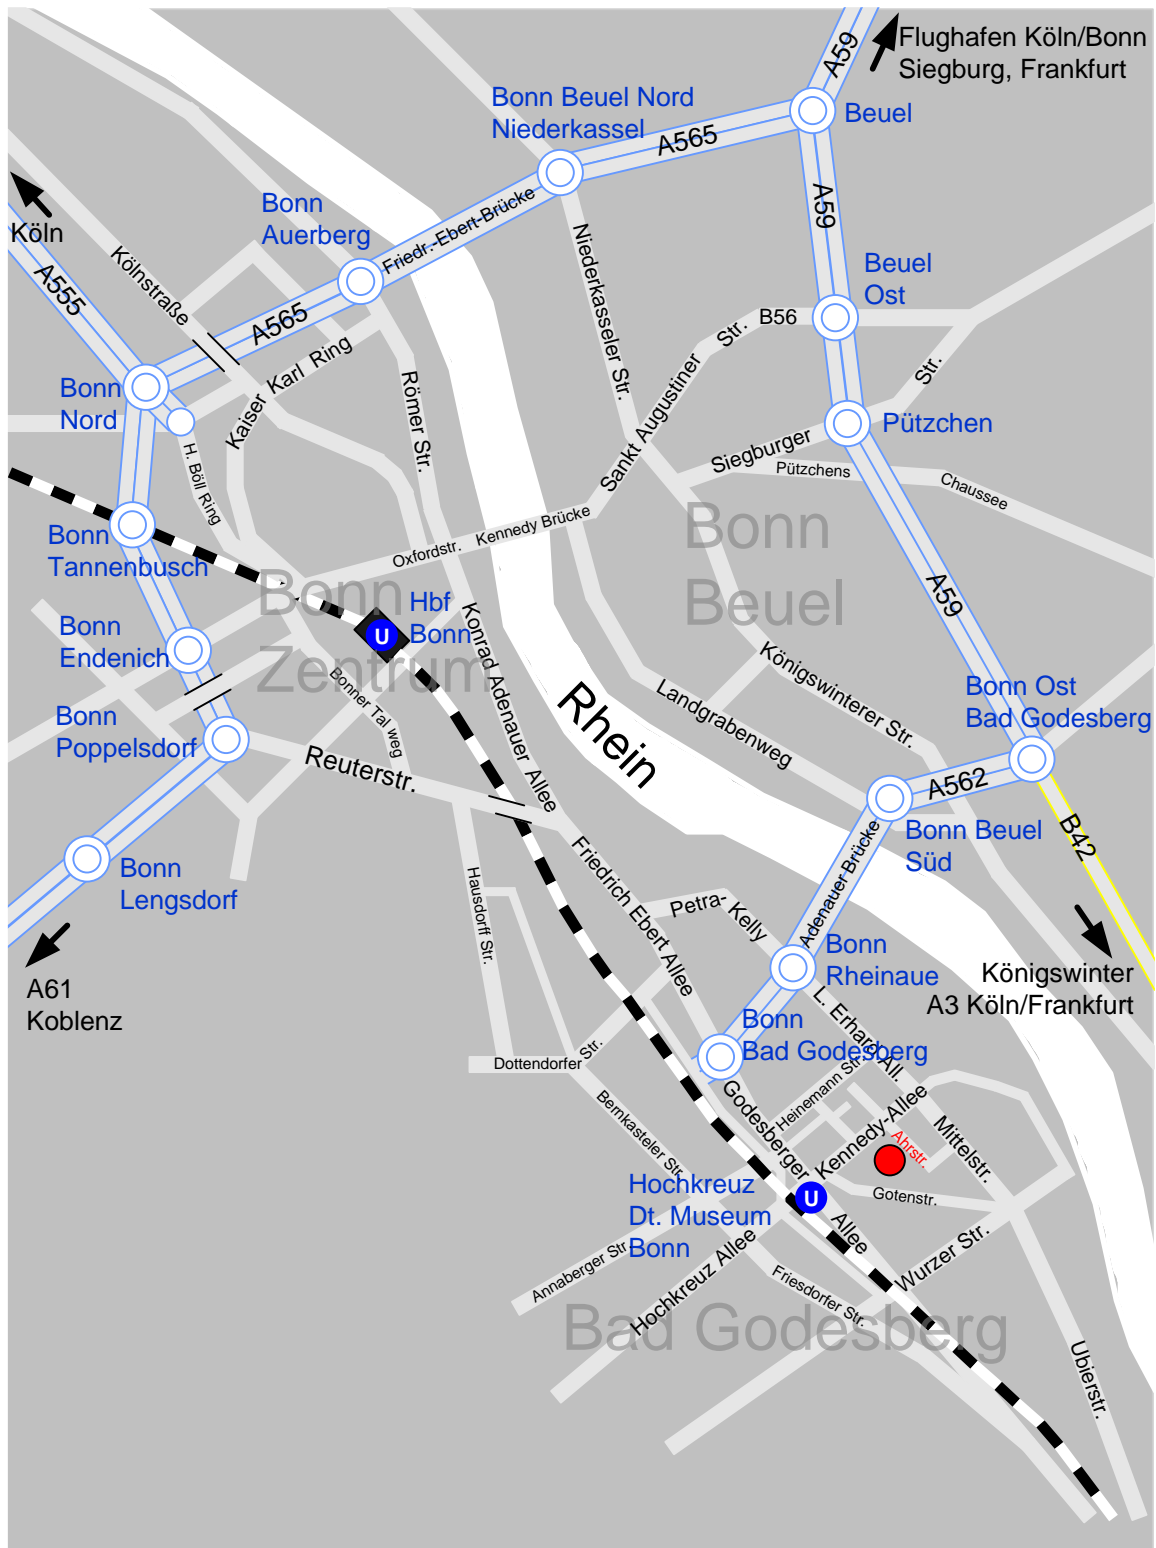 Flughafen Köln/Bonn
Siegburg, Frankfurt
A59
Bonn Beuel Nord
Niederkassel
A565
Beuel
Köln
Bonn
Auerberg
Friedr.-Ebert-Brücke
A59
A555
Kölnstraße
A565
Niederkasseler Str.
Beuel
Ost
Str. B56
Bonn
Nord
Kaiser Karl Ring
Römer Str.
Sankt Augustiner
Str.
Pützchen
Siegburger
Pützchens
Chaussee
H. Böll Ring
Bonn
Tannenbusch
Oxfordstr.
Kennedy Brücke
Bonn
Beuel
A59
Bonn
Zentrum
Hbf
Bonn
U
Bonn
Endenich
Konrad Adenauer Allee
Königswinterer Str.
Bonner Tal weg
Landgrabenweg
Rhein
Bonn Ost
Bad Godesberg
Bonn
Poppelsdorf
Reuterstr.
A562
B42
Bonn Beuel
Süd
Bonn
Lengsdorf
Friedrich Ebert Allee
Adenauer Brücke
Hausdorff Str.
Petra-Kelly
Bonn
Rheinaue
Königswinter
A3 Köln/Frankfurt
A61
Koblenz
L. Erhard All.
Bonn
Bad Godesberg
Dottendorfer Str.
Heinemann Str.
Godesberger
Allee
Bernkasteler Str.
Kennedy-Allee
Ahrstr.
Mittelstr.
Hochkreuz
Dt. Museum
Bonn
U
Gotenstr.
Annaberger Str.
Hochkreuz Allee
Wurzer Str.
Friesdorfer Str.
Bad Godesberg
Ubierstr.